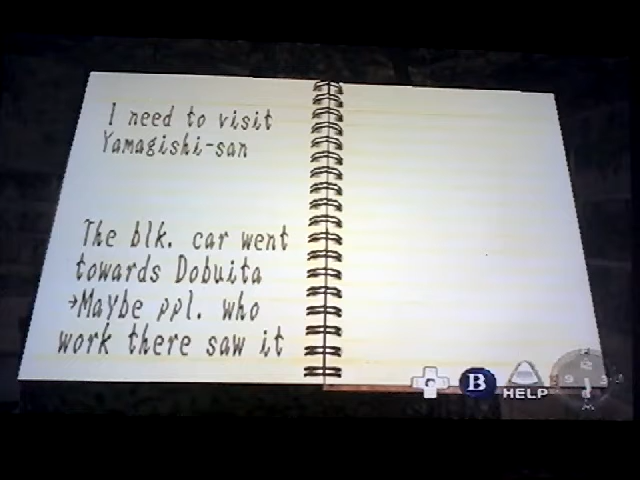 I need to visit
Yamagishi-san
The blk. car went
towards Dobuita
→Maybe ppl. who
work there saw it
B
HELP